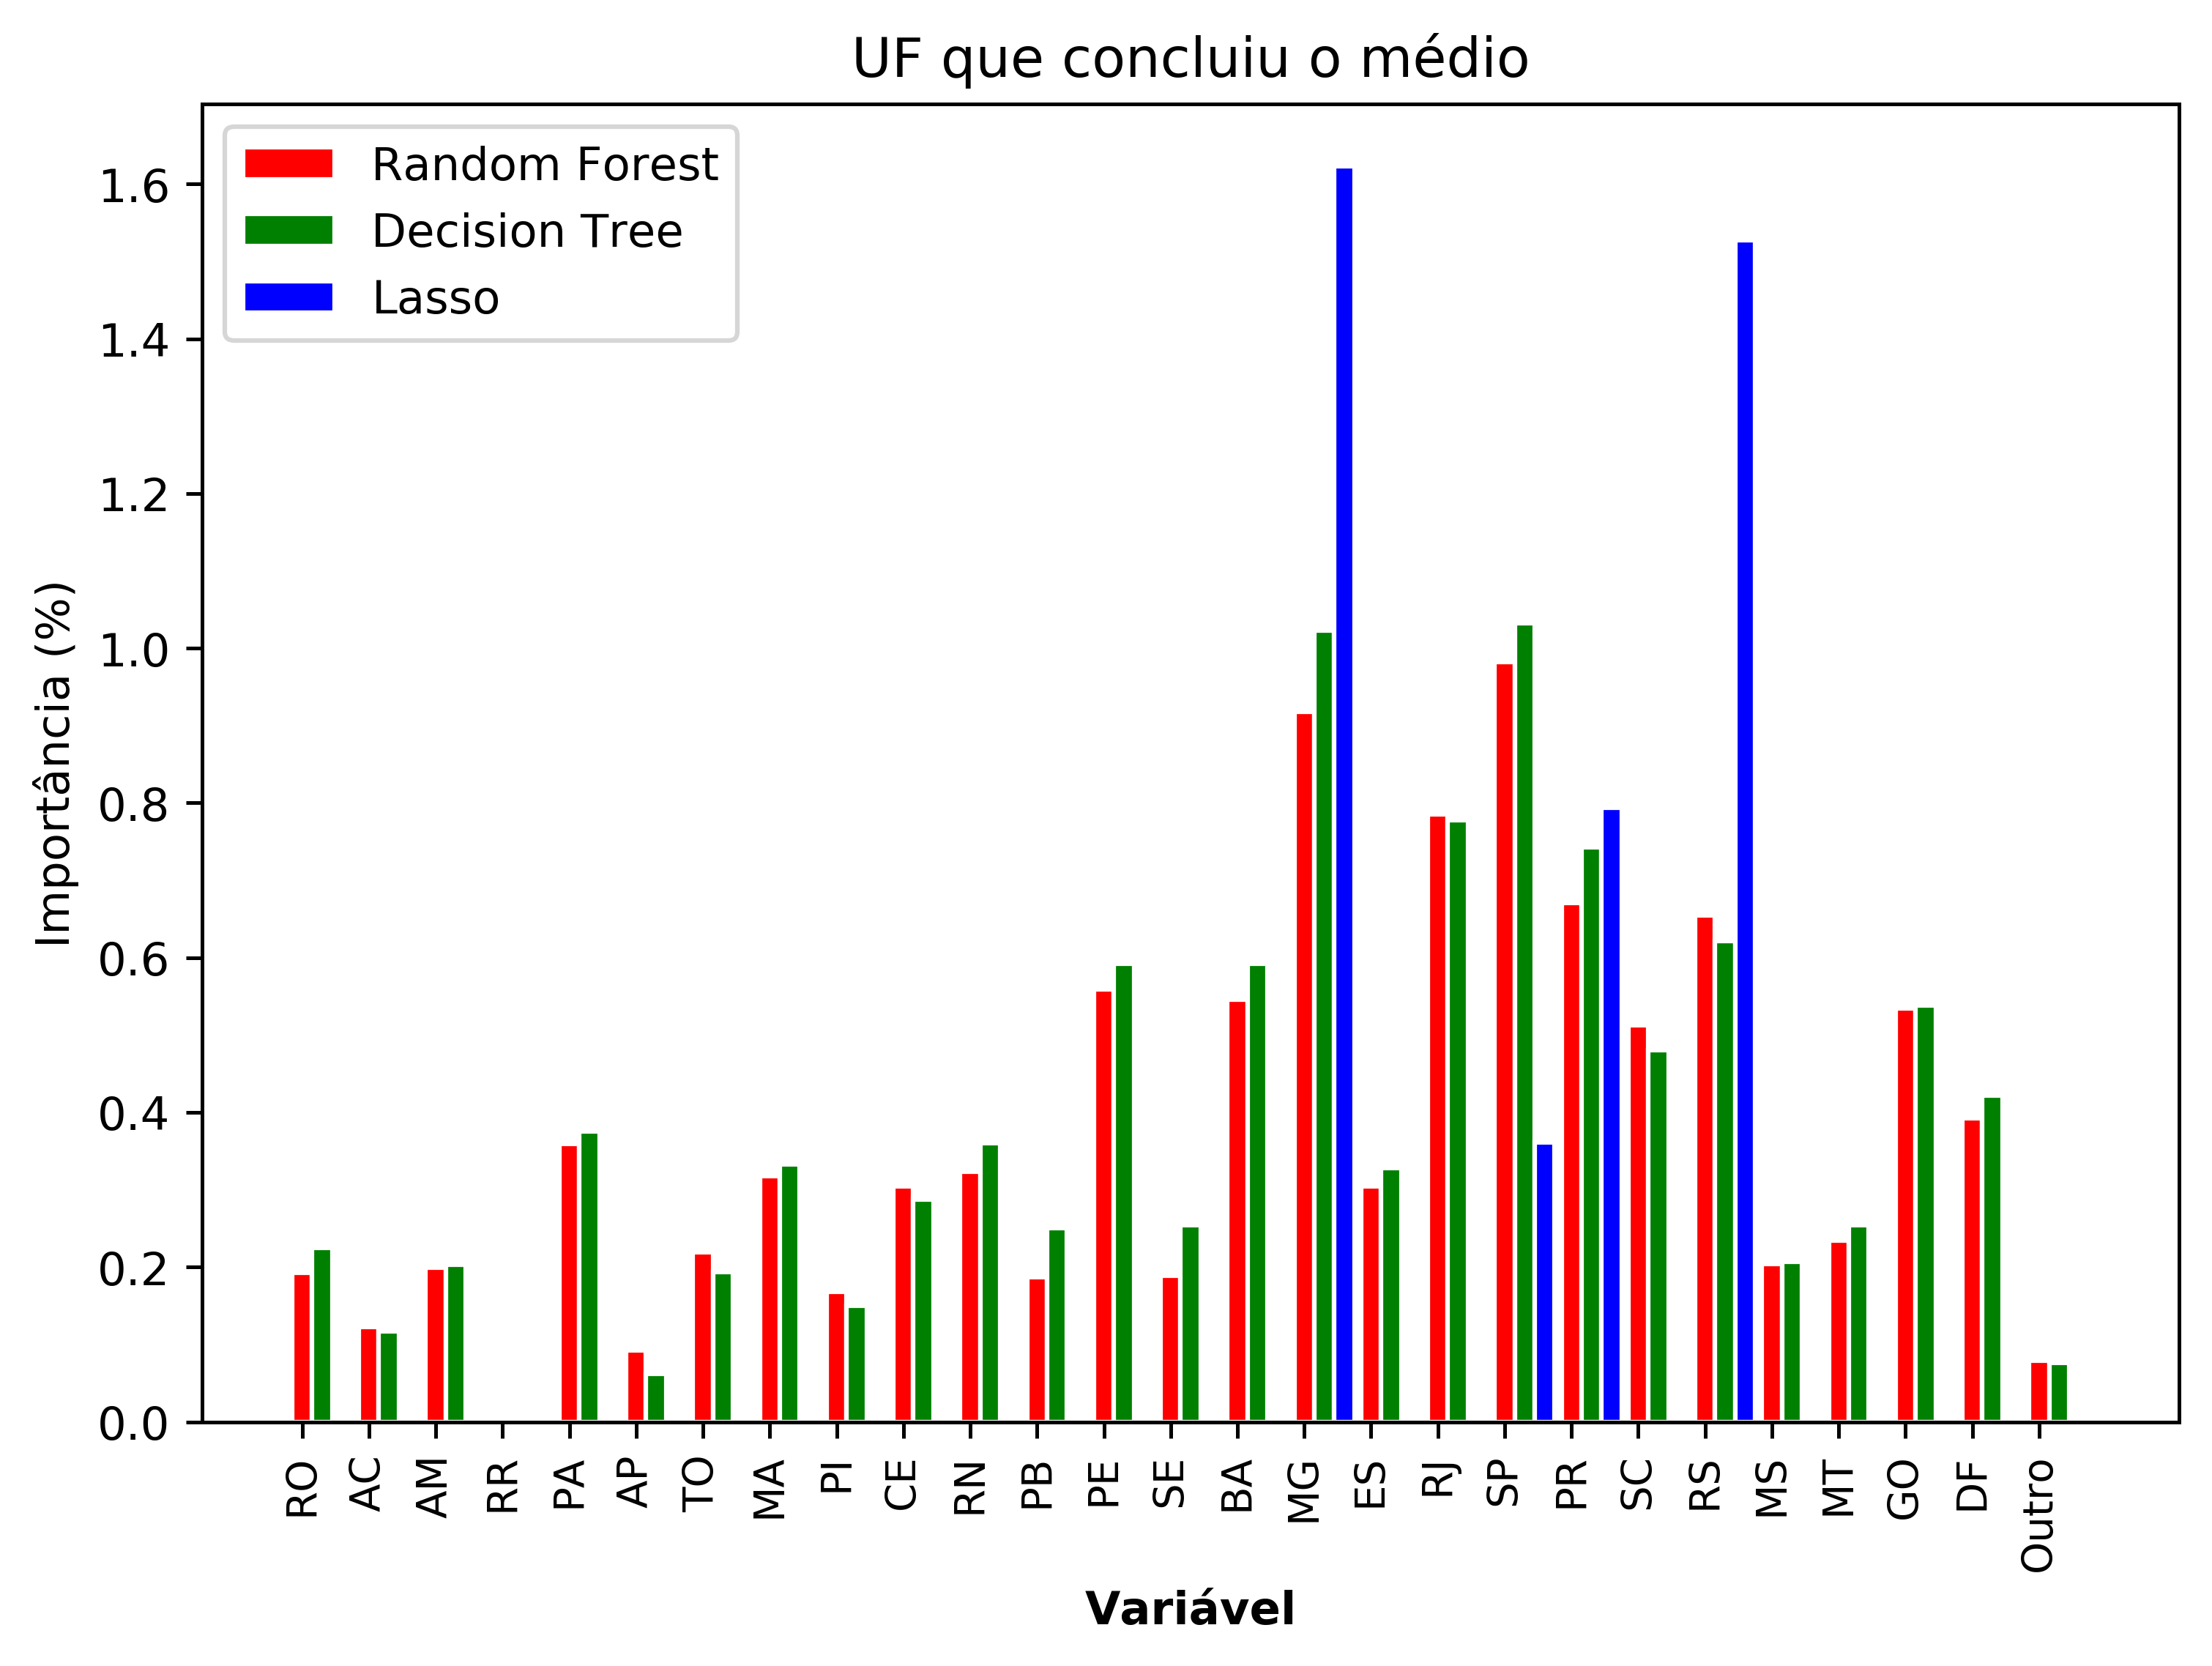 UF que concluiu o médio
Random Forest
Decision Tree
Lasso
Importância (%)
1.6
1.4
1.2
1.0
0.8
0.6
0.4
0.2
0.0
RO
AC
AM
RR
PA
AP
TO
MA
PI
CE
RN
PB
PE
SE
BA
MG
ES
RJ
SP
PR
SC
RS
MS
MT
GO
DF
Outro
Variável